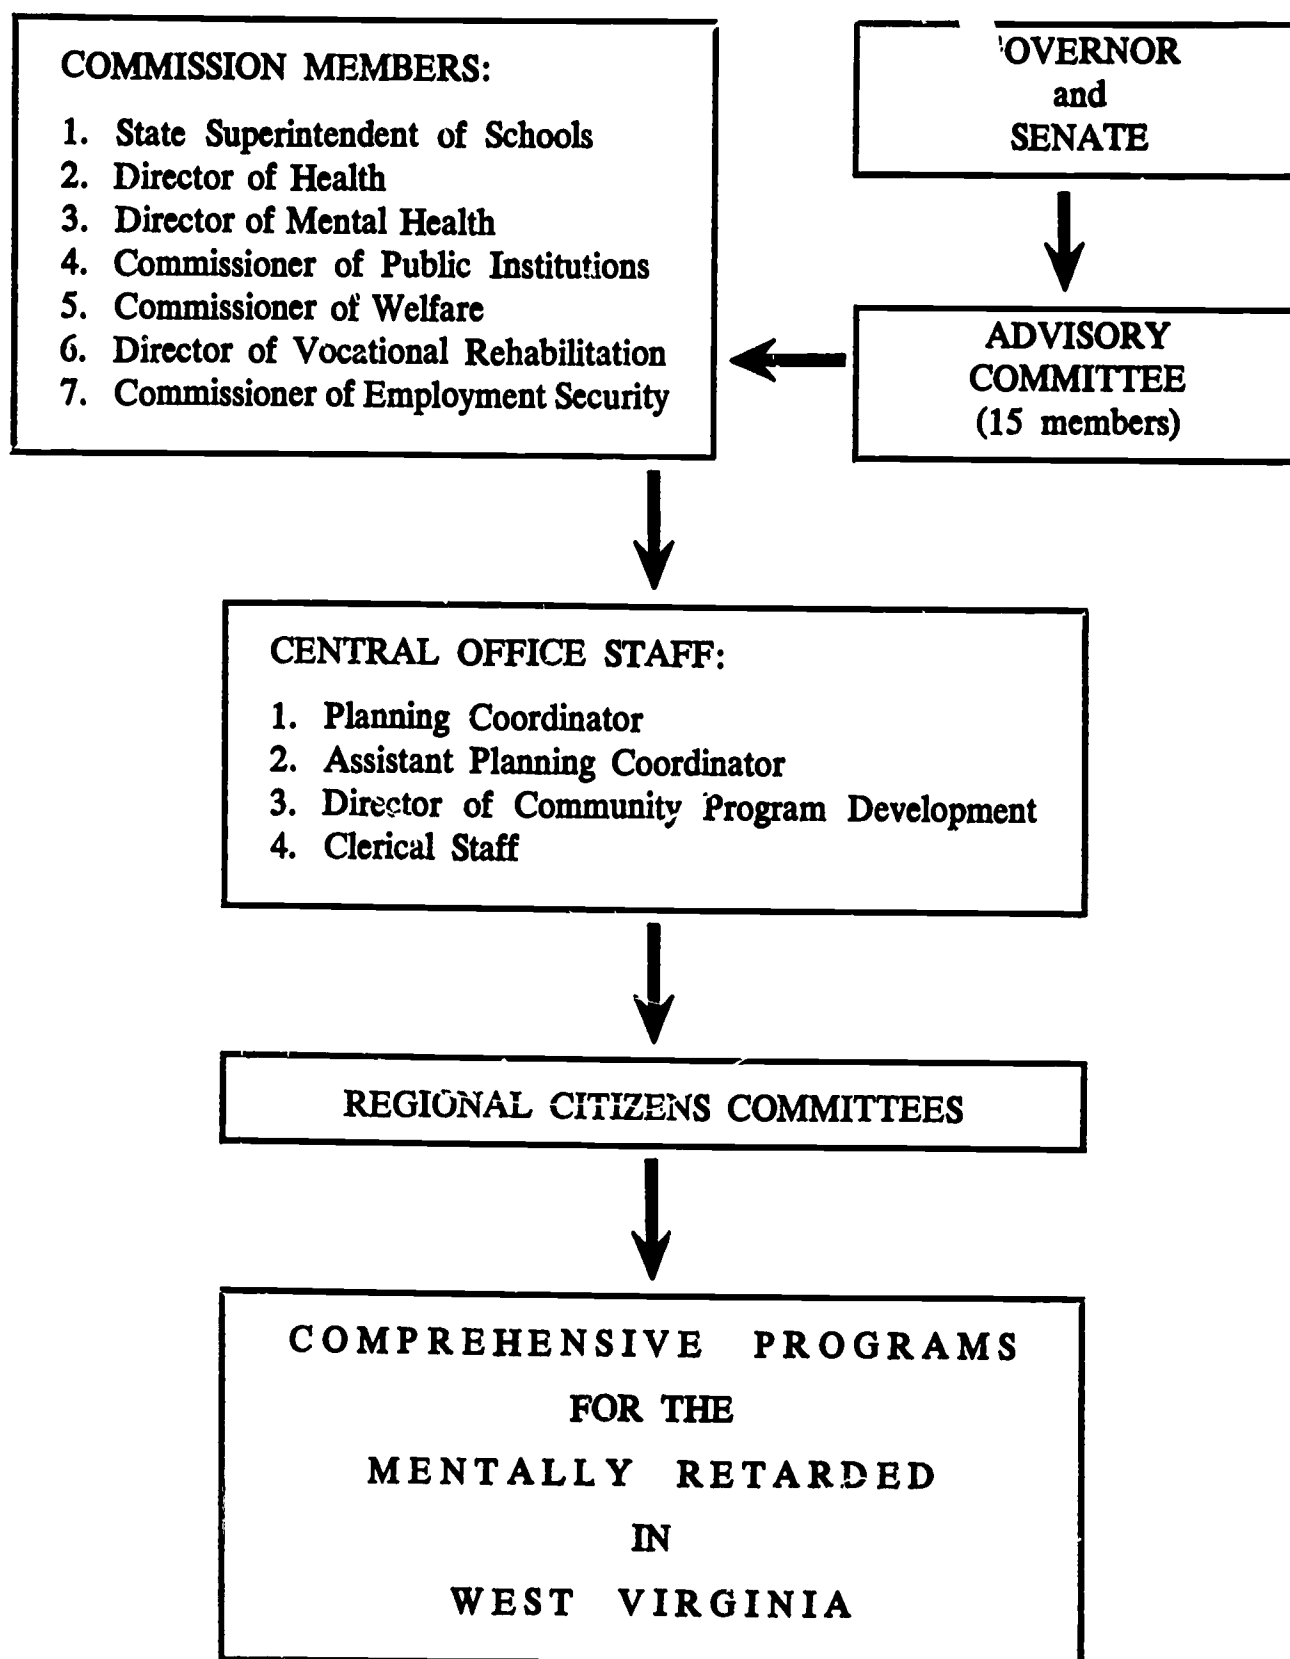 COMMISSION MEMBERS:
1. State Superintendent of Schools
2. Director of Health
3. Director of Mental Health
4. Commissioner of Public Institutions
5. Commissioner of Welfare
6. Director of Vocational Rehabilitation
7. Commissioner of Employment Security
OVERNOR
and
SENATE
ADVISORY
COMMITTEE
(15 members)
CENTRAL OFFICE STAFF:
1. Planning Coordinator
2. Assistant Planning Coordinator
3. Director of Community Program Development
4. Clerical Staff
REGIONAL CITIZENS COMMITTEES
COMPREHENSIVE PROGRAMS
FOR THE
MENTALLY RETARDED
IN
WEST VIRGINIA